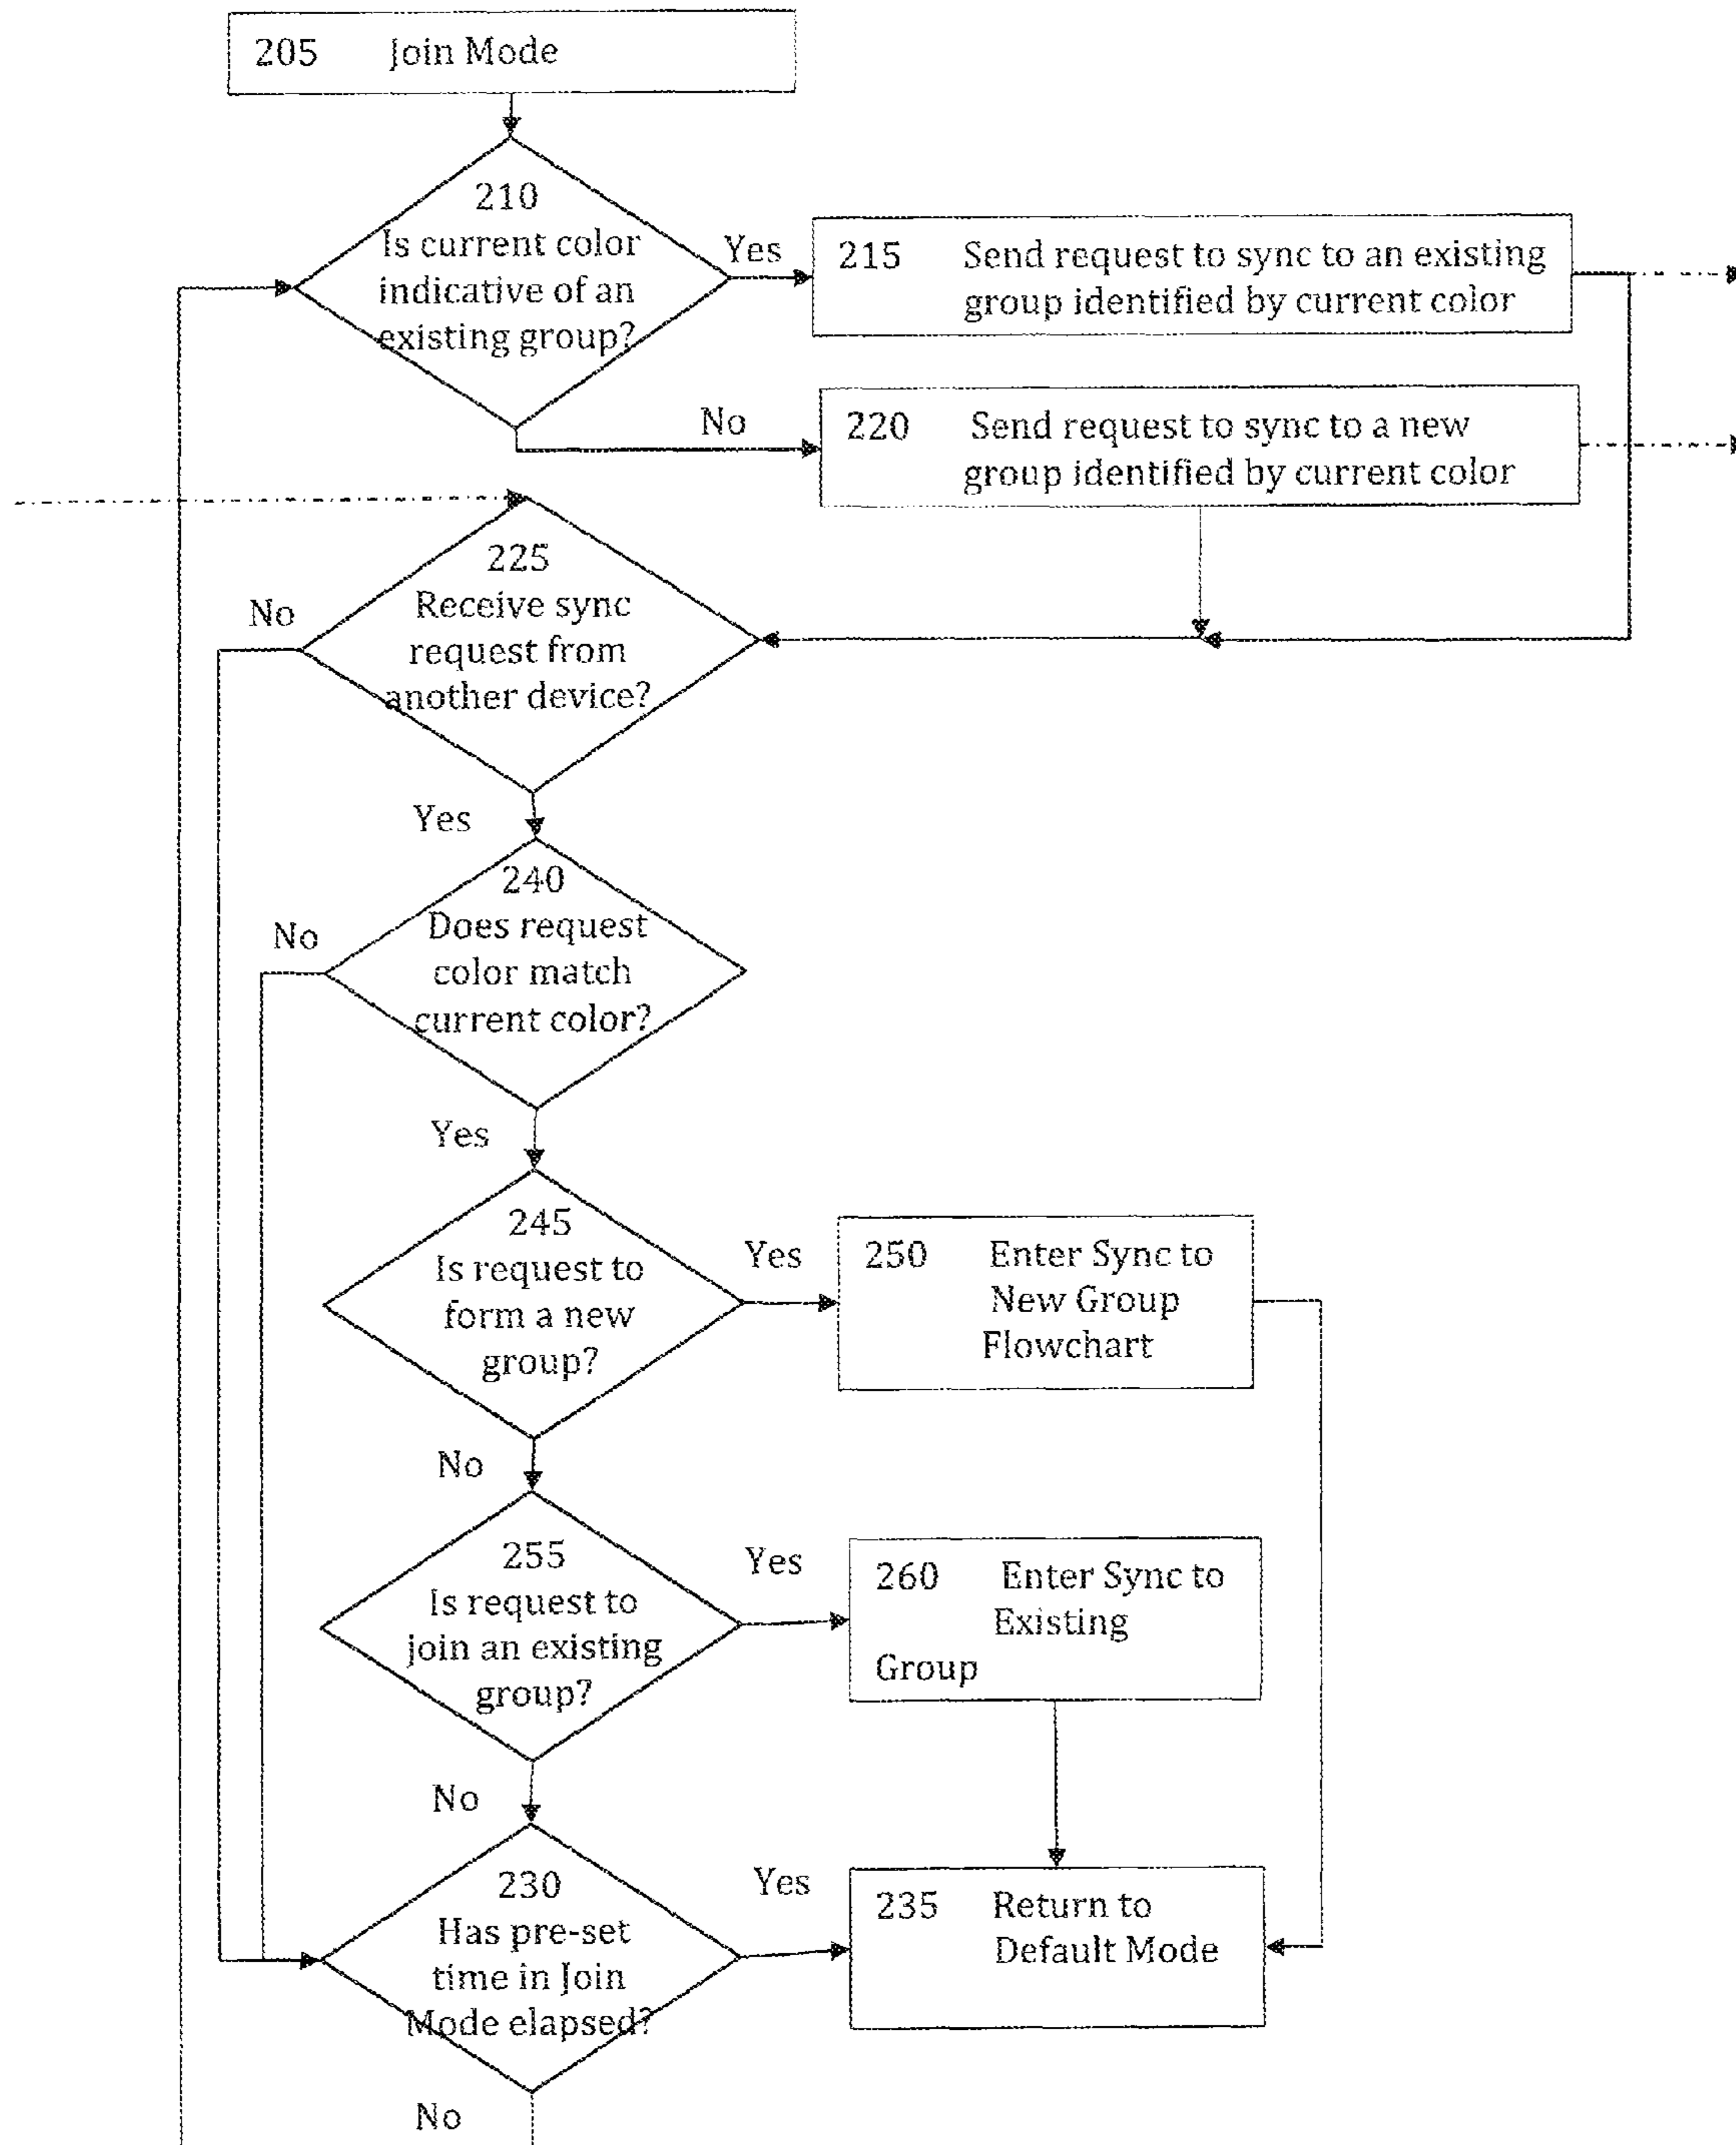 205 Join Mode
210
Is current color
indicative of an
existing group?
Yes
215 Send request to sync to an existing
group identified by current color
No
220 Send request to sync to a new
group identified by current color
225
Receive sync
request from
another device?
No
Yes
240
Does request
color match
current color?
No
Yes
245
Is request to
form a new
group?
Yes
250 Enter Sync to
New Group
Flowchart
No
255
Is request to
join an existing
group?
Yes
260 Enter Sync to
Existing
Group
No
230
Has pre-set
time in Join
Mode elapsed?
Yes
235 Return to
Default Mode
No